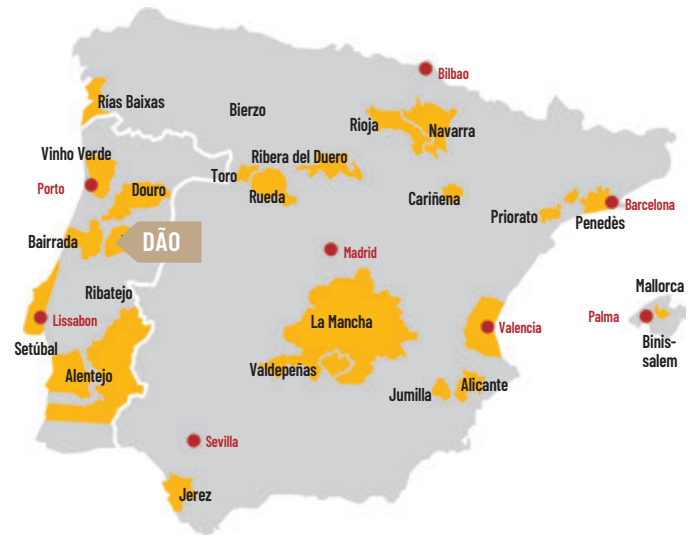 Bilbao
Rías Baixas
Bierzo
Rioja
Navarra
Vinho Verde
Ribera del Duero
Toro
Porto
Douro
Rueda
Cariñena
Barcelona
Priorato
Penedès
Bairrada
DÃO
Madrid
Mallorca
Ribatejo
Lissabon
La Mancha
Valencia
Palma
Setúbal
Binis-
salem
Valdepeñas
Alentejo
Alicante
Jumilla
Sevilla
Jerez